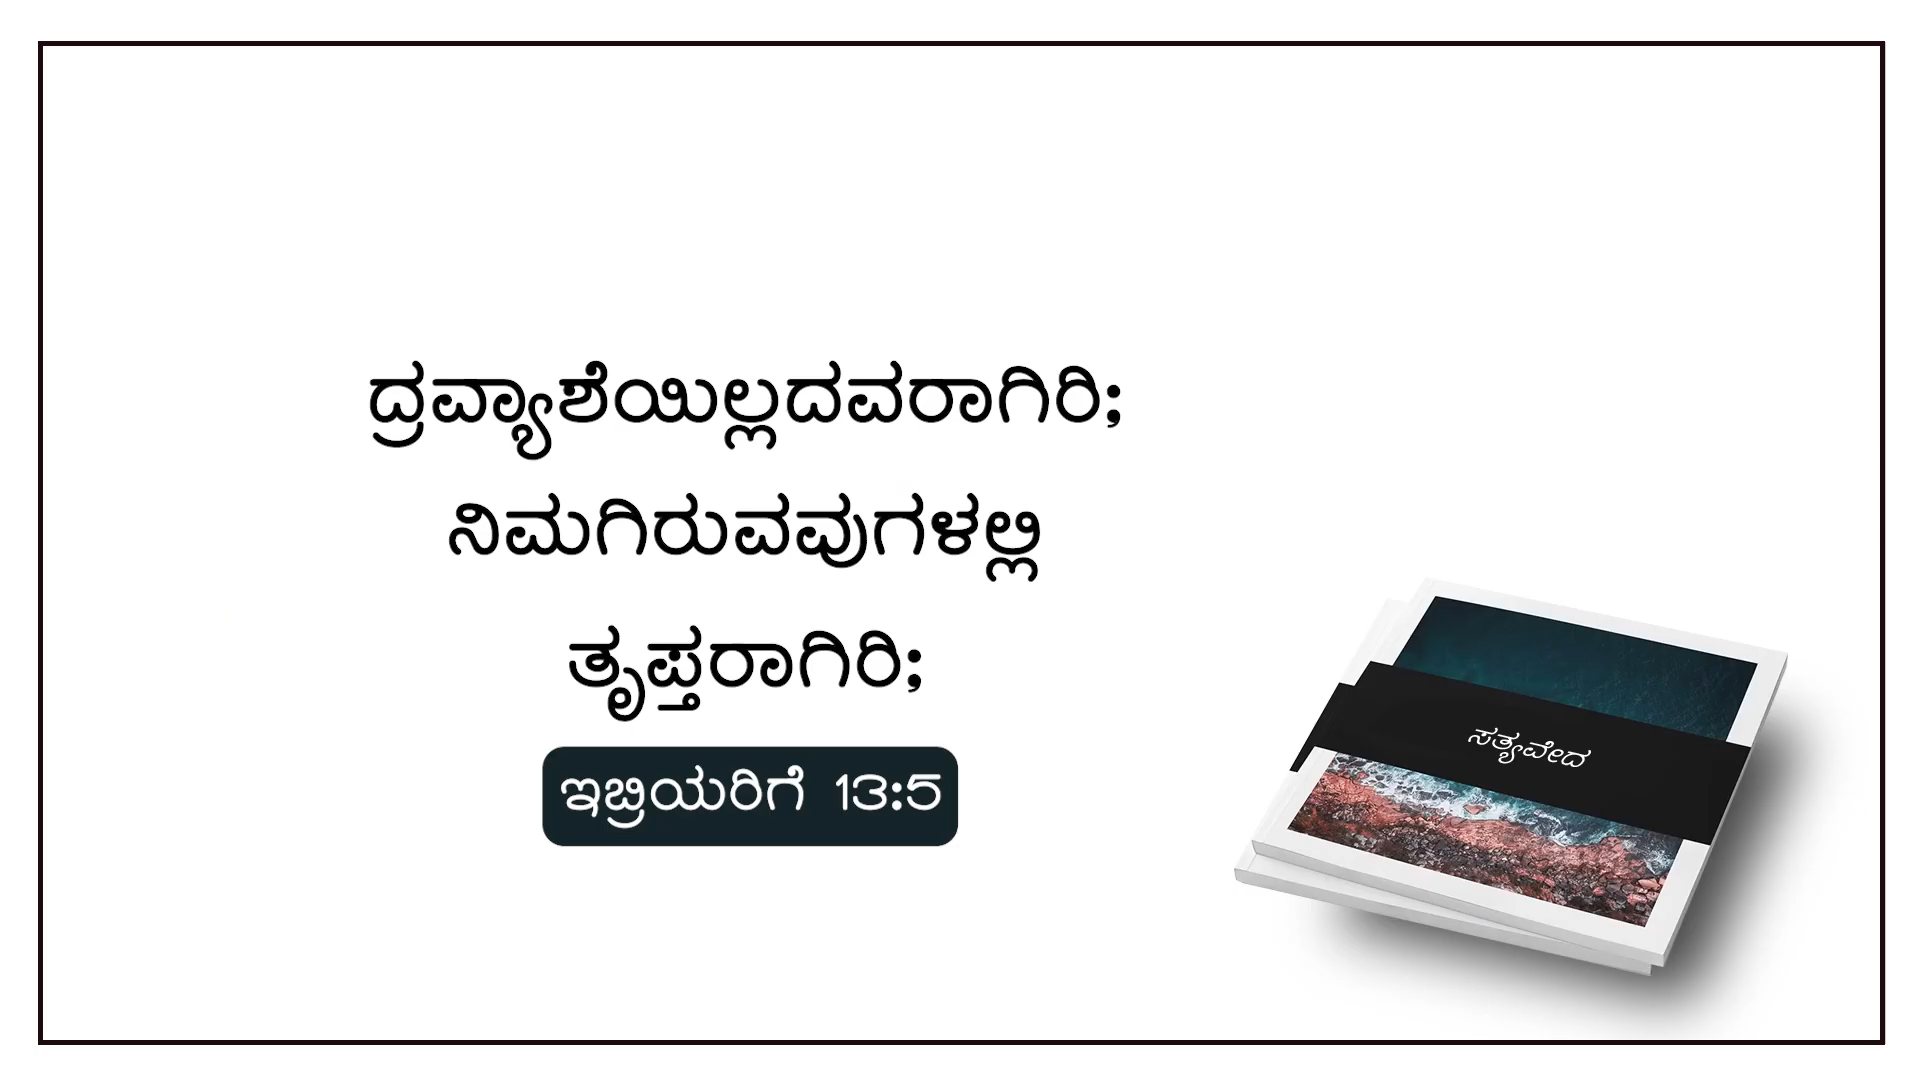 ದ್ರವ್ಯಾಶೆಯಿಲ್ಲದವರಾಗಿರಿ;
ನಿಮಗಿರುವವುಗಳಲ್ಲಿ
ತೃಪ್ತರಾಗಿರಿ;
ಇಬ್ರಿಯರಿಗೆ 13:5
ಸತ್ಯವೇದ